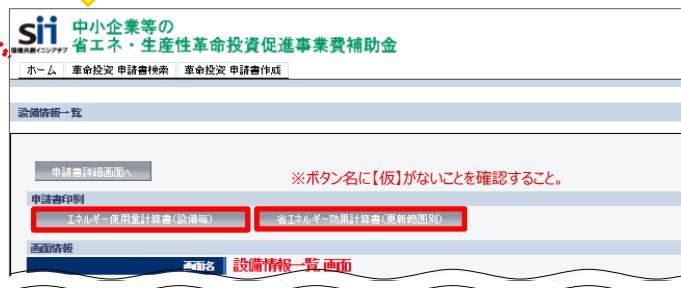 sii 中小企業等の
環境共創イニシアチブ 省エネ・生産性革命投資促進事業費補助金
ホーム 革命投資 申請書検索 革命投資 申請書作成
設備情報一覧
申請書詳細画面へ
※ボタン名に【仮】がないことを確認すること。
申請書印刷
エネルギー使用量計算書(設備毎) 省エネルギー効果計算書(更新範囲別)
画面情報
画面名 設備情報一覧 画面